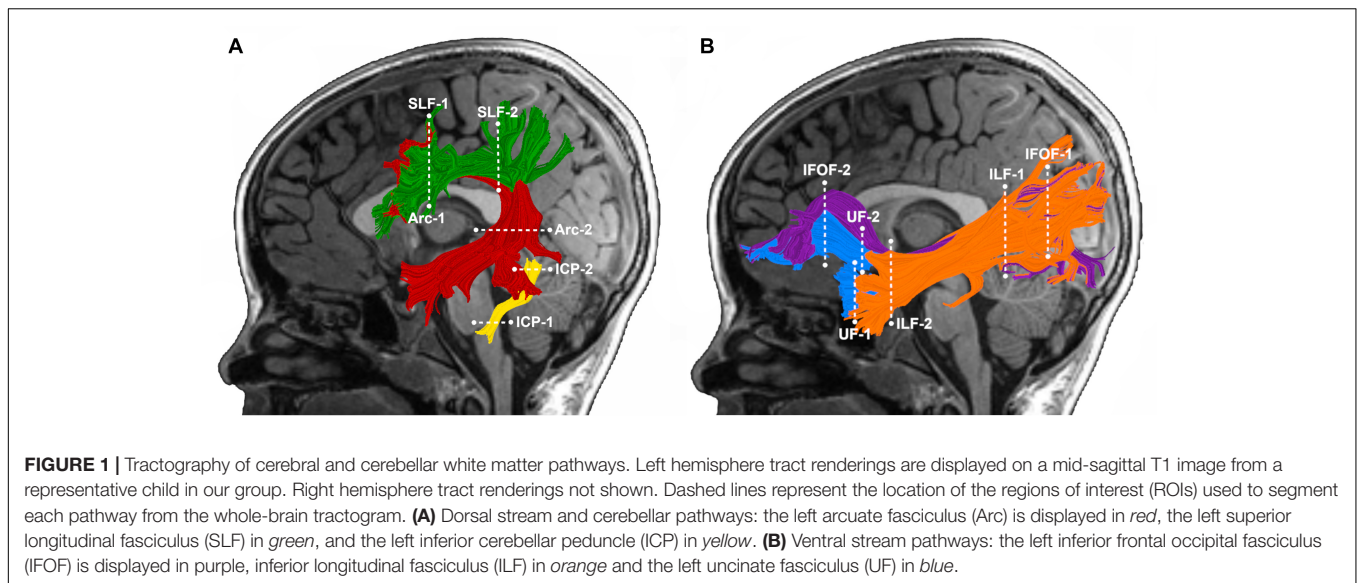 A
B
SLF-1
SLF-2
Arc-1
Arc-2
ICP-2
ICP-1
IFOF-1
ILF-1
IFOF-2
UF-2
UF-1
ILF-2
FIGURE 1 | Tractography of cerebral and cerebellar white matter pathways. Left hemisphere tract renderings are displayed on a mid-sagittal T1 image from a
representative child in our group. Right hemisphere tract renderings not shown. Dashed lines represent the location of the regions of interest (ROIs) used to segment
each pathway from the whole-brain tractogram. (A) Dorsal stream and cerebellar pathways: the left arcuate fasciculus (Arc) is displayed in red, the left superior
longitudinal fasciculus (SLF) in green, and the left inferior cerebellar peduncle (ICP) in yellow. (B) Ventral stream pathways: the left inferior frontal occipital fasciculus
(IFOF) is displayed in purple, inferior longitudinal fasciculus (ILF) in orange and the left uncinate fasciculus (UF) in blue.